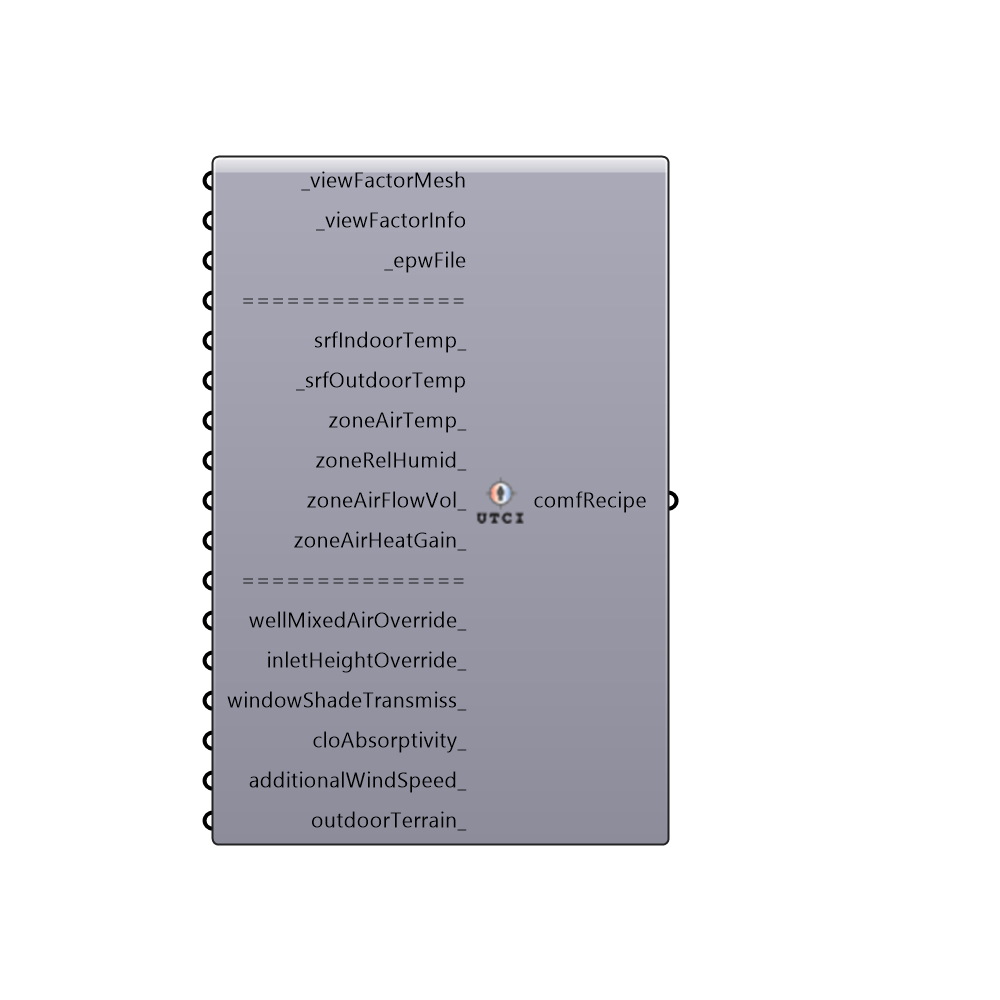 _viewFactorMesh
_viewFactorInfo
_epwFile
===============
srfIndoorTemp_
_srfOutdoorTemp
zoneAirTemp_
zoneRelHumid_
zoneAirFlowVol_
UTCI
comfRecipe
zoneAirHeatGain_
===============
wellMixedAirOverride_
inletHeightOverride_
windowShadeTransmiss_
cloAbsorptivity_
additionalWindSpeed_
outdoorTerrain_